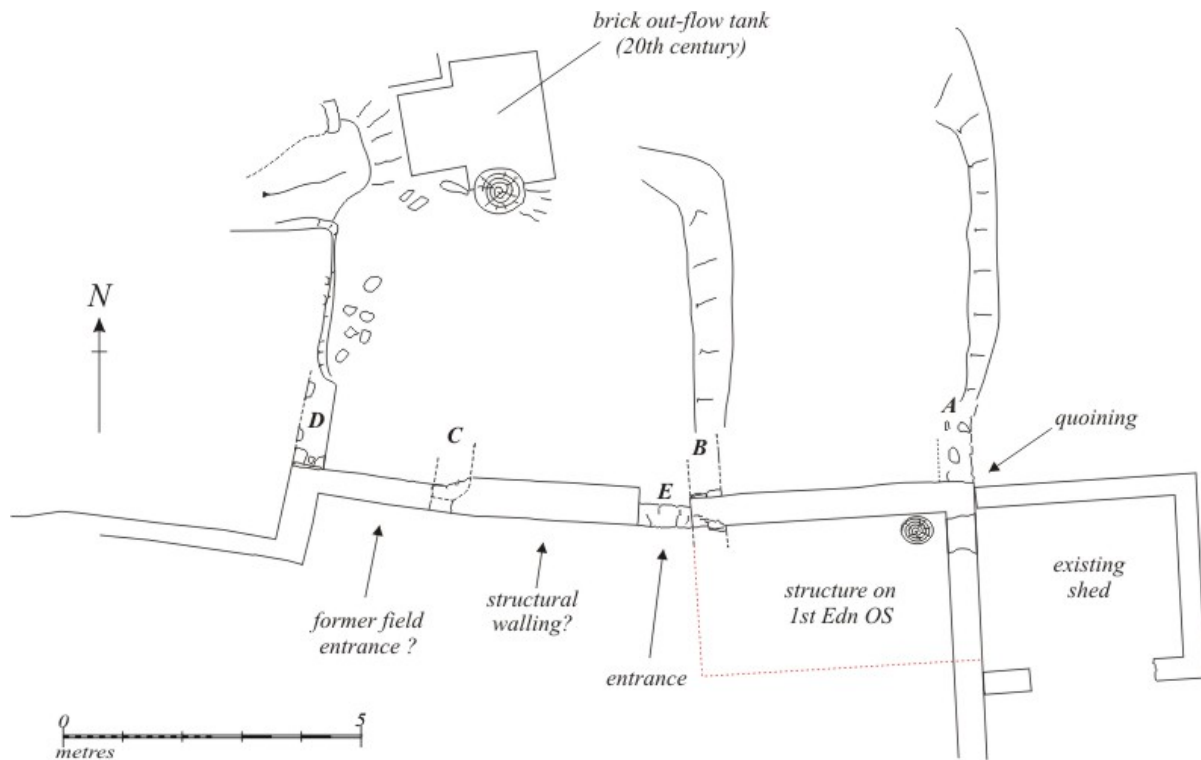 brick out-flow tank
(20th century)
N
A
quoining
D
C
B
E
existing
shed
structure on
1st Edn OS
structural
walling?
former field
entrance ?
entrance
0
5
metres